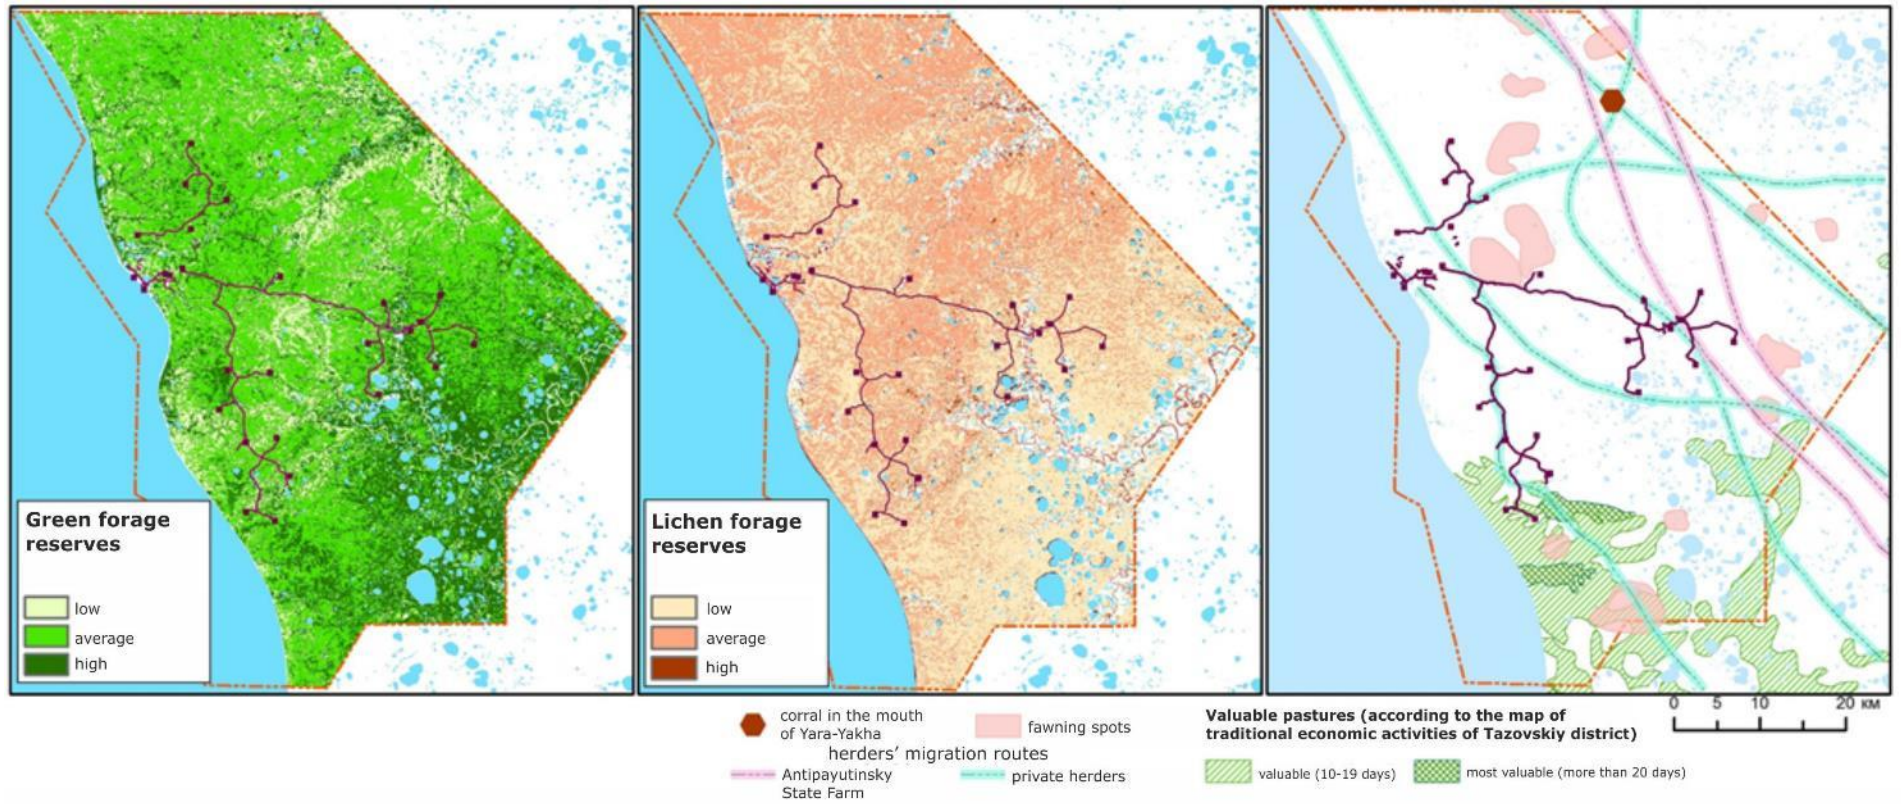 Green forage
reserves
low
average
high
Lichen forage
reserves
low
average
high
0 5 10 20 км
corral in the mouth
of Yara-Yakha
fawning spots
herders’ migration routes
Antipayutinsky
State Farm
private herders
Valuable pastures (according to the map of
traditional economic activities of Tazovskiy district)
valuable (10-19 days)
most valuable (more than 20 days)